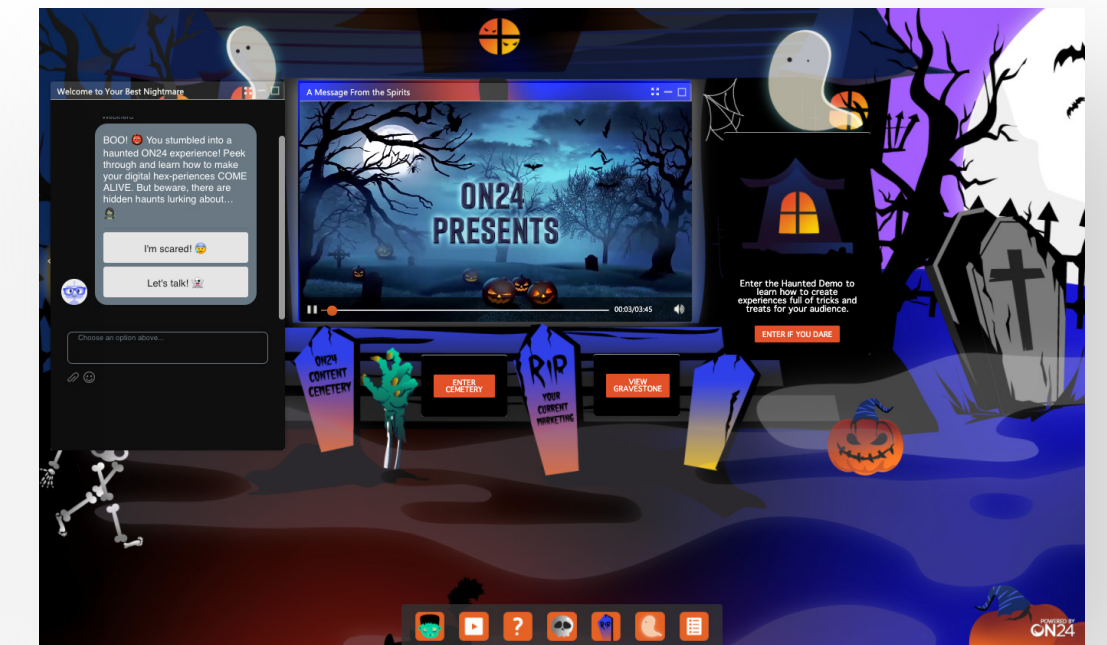 Welcome to Your Best Nightmare
BOO! 👹 You stumbled into a
haunted ON24 experience! Peek
through and learn how to make
your digital hex-periences COME
ALIVE. But beware, there are
hidden haunts lurking about...
I'm scared! 😰
Let's talk! 👻
Choose an option above...
A Message From the Spirits
ON24
PRESENTS
00:03/03:45
Enter the Haunted Demo to
learn how to create
experiences full of tricks and
treats for your audience.
ENTER IF YOU DARE
ON24
CONTENT
CEMETERY
ENTER
CEMETERY
RIP
YOUR
CURRENT
MARKETING
VIEW
GRAVESTONE
?
POWERED BY
ON24